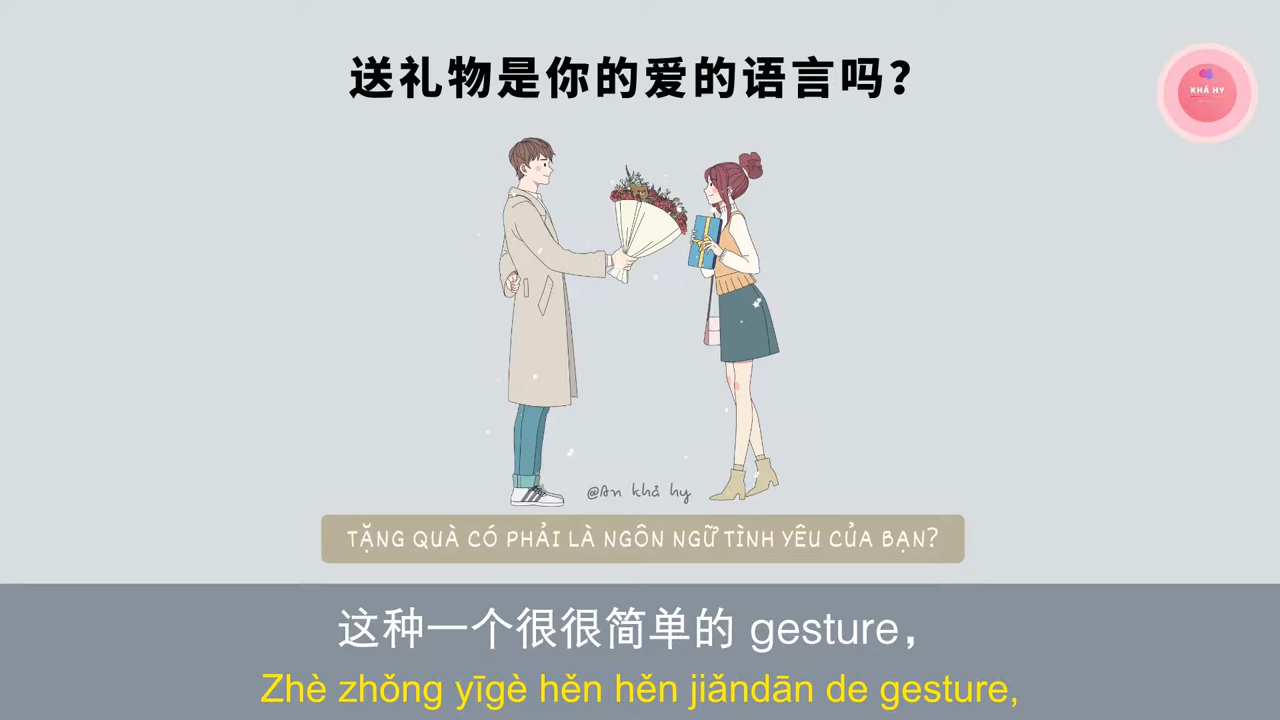 送礼物是你的爱的语言吗？
KHẢ HY
@An khả hy
TẶNG QUÀ CÓ PHẢI LÀ NGÔN NGỮ TÌNH YÊU CỦA BẠN?
这种一个很很简单的 gesture，
Zhè zhǒng yīgè hěn hěn jiǎndān de gesture,